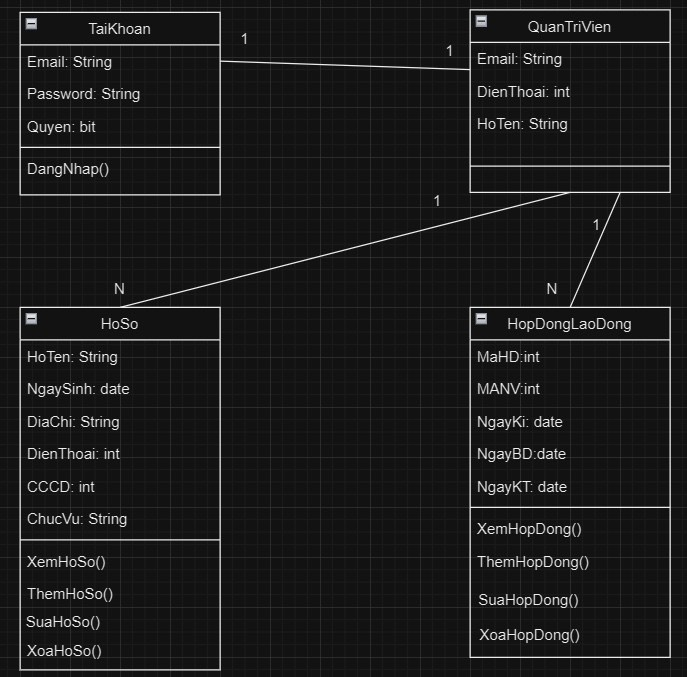 TaiKhoan
Email: String
Password: String
Quyen: bit
DangNhap()
1
1
QuanTriVien
Email: String
DienThoai: int
HoTen: String
1
N
1
N
HoSo
HoTen: String
NgaySinh: date
DiaChi: String
DienThoai: int
CCCD: int
ChucVu: String
XemHoSo()
ThemHoSo()
SuaHoSo()
XoaHoSo()
HopDongLaoDong
MaHD:int
MANV:int
NgayKi: date
NgayBD:date
NgayKT: date
XemHopDong()
ThemHopDong()
SuaHopDong()
XoaHopDong()